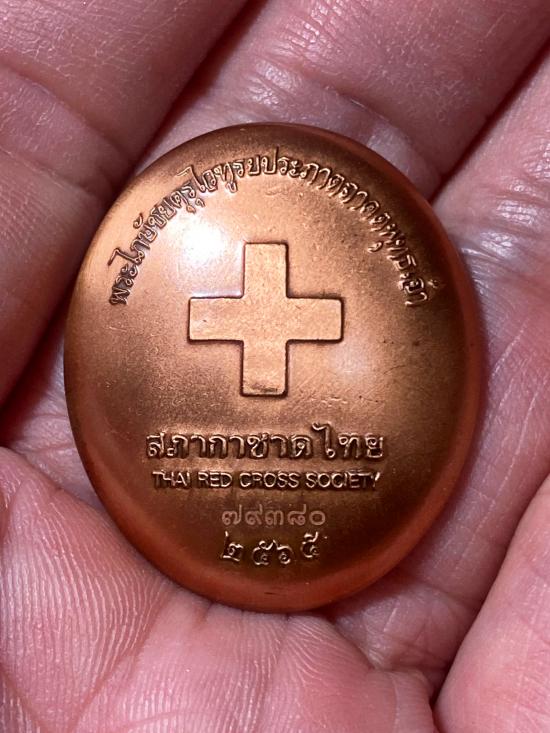 พระไภษัชยคุรุไวฑูรยประภาตถาคตพุทธเจ้า
สภากาชาดไทย
THAI RED CROSS SOCIETY
๗๙๓๘๐
๒๕๖๕